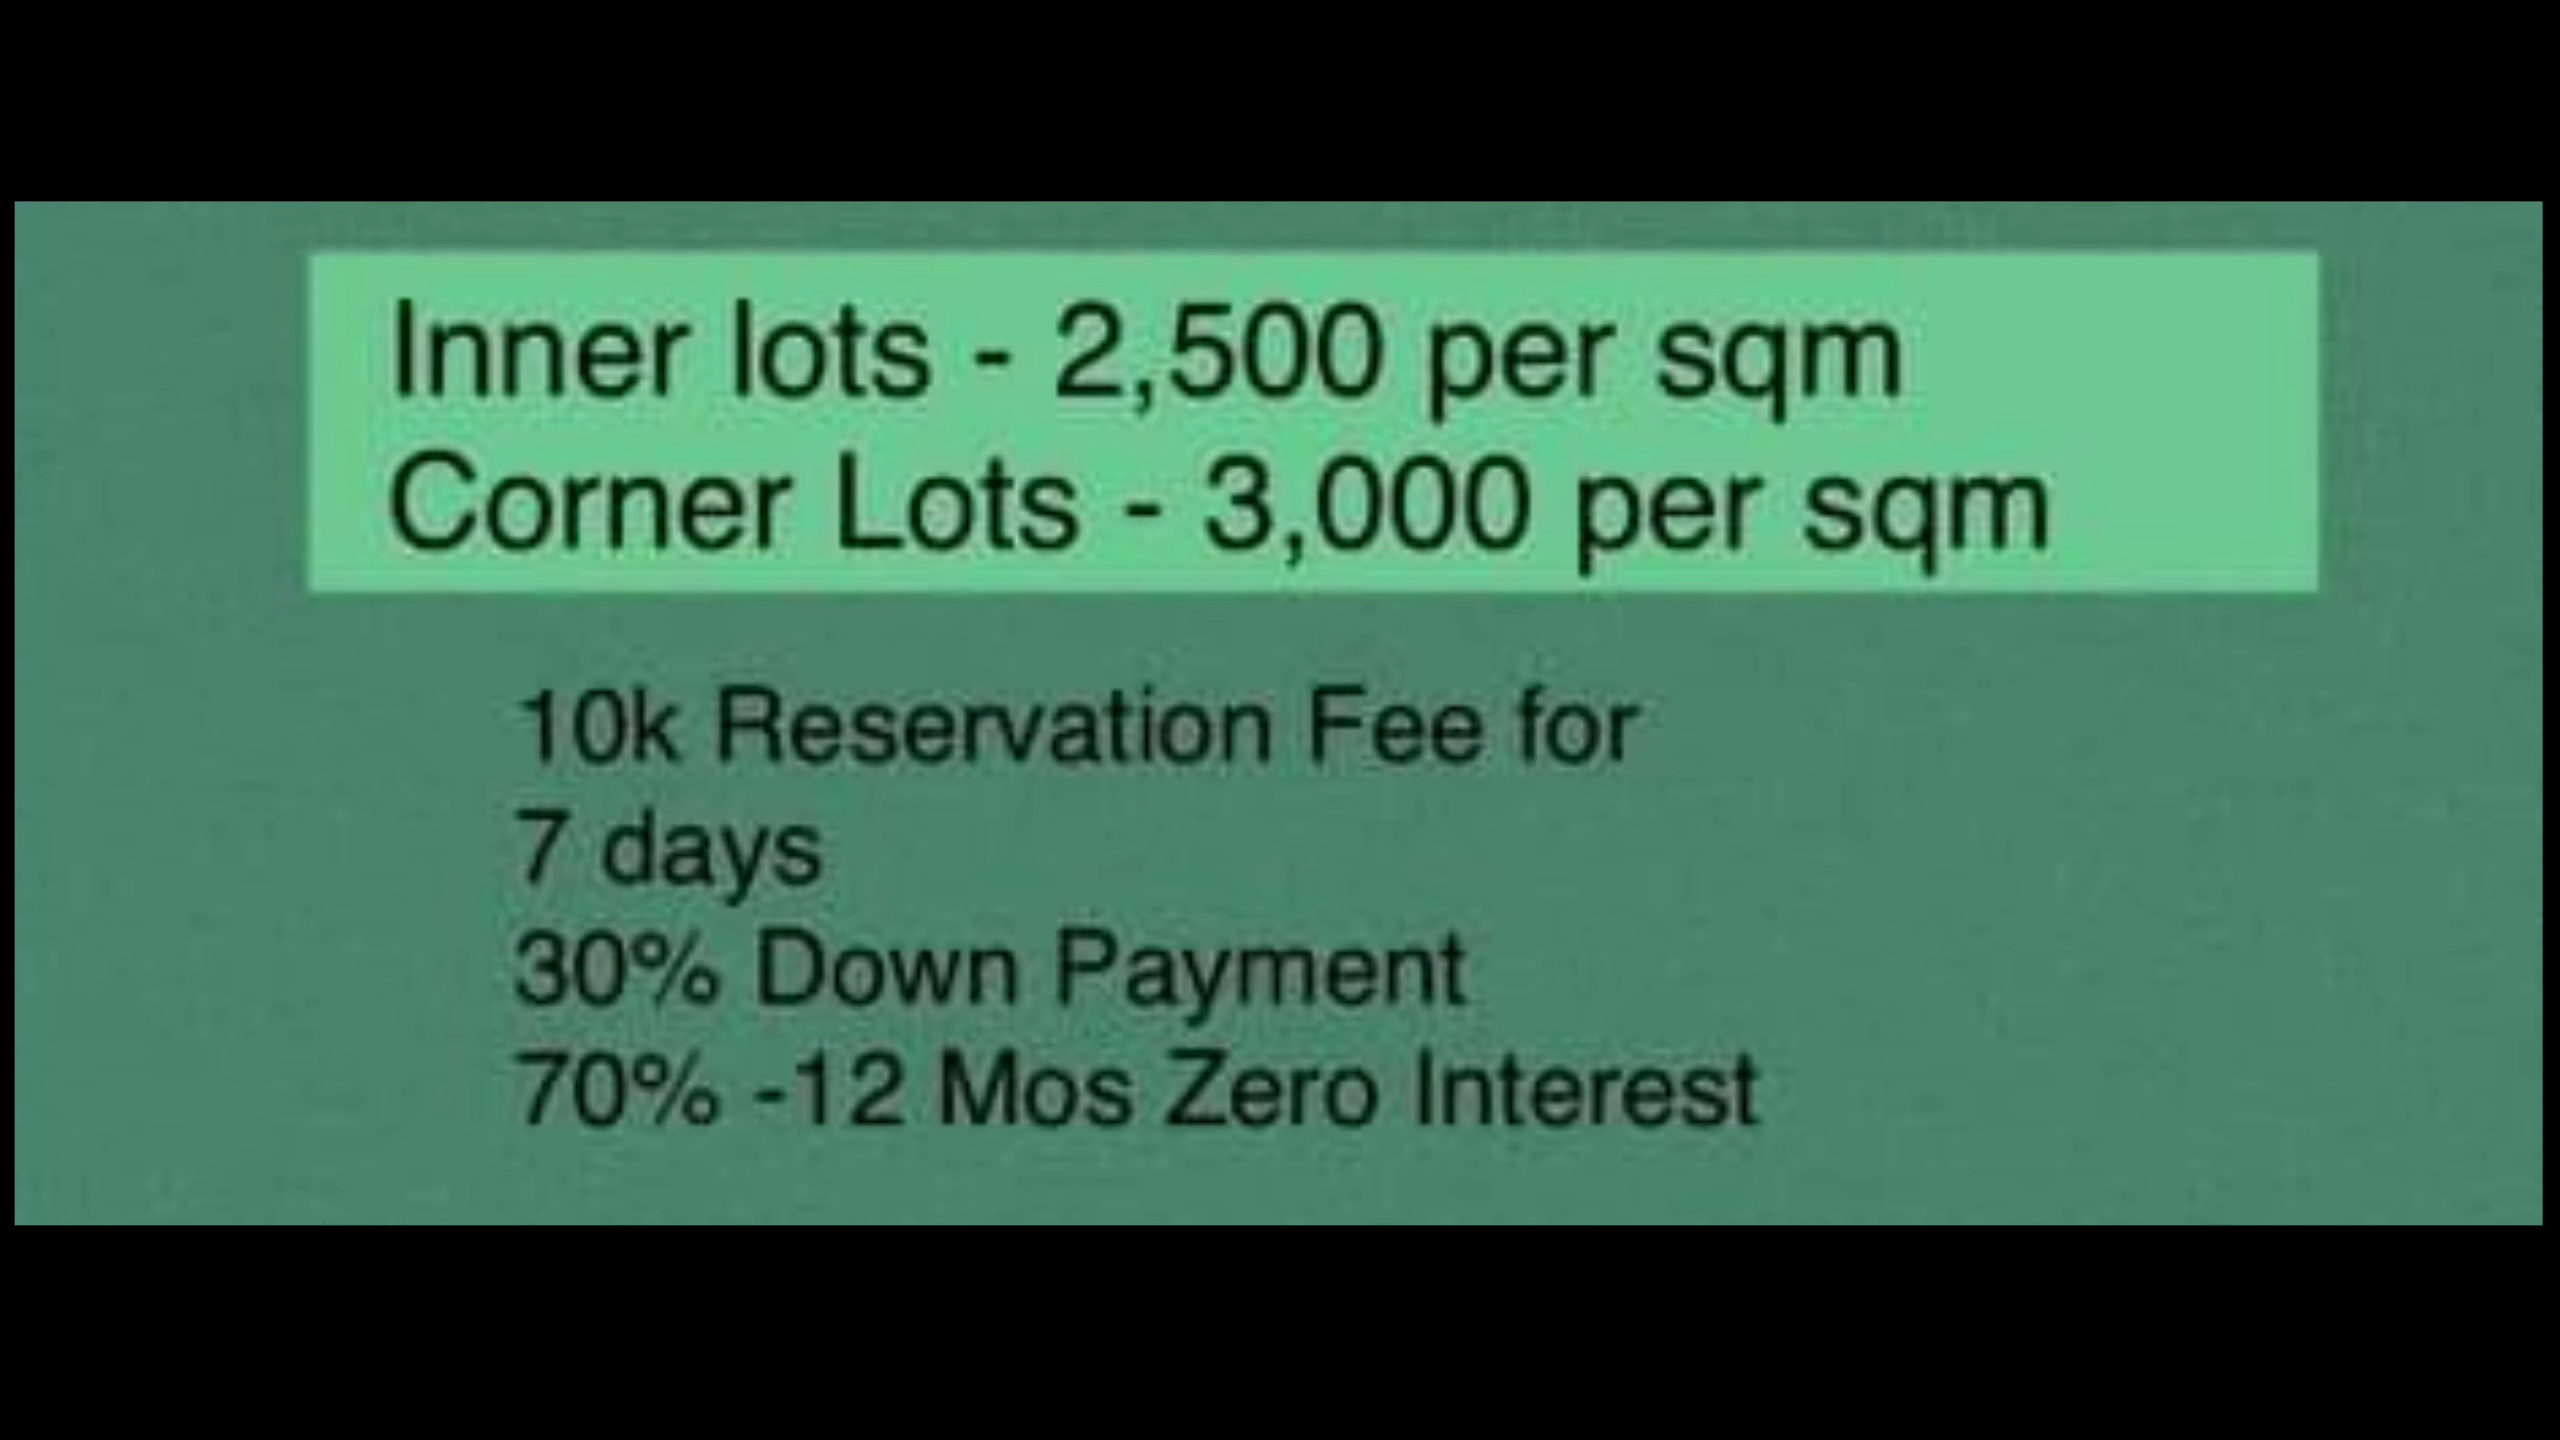 Inner lots - 2,500 per sqm
Corner Lots - 3,000 per sqm
10k Reservation Fee for
7 days
30% Down Payment
70% -12 Mos Zero Interest